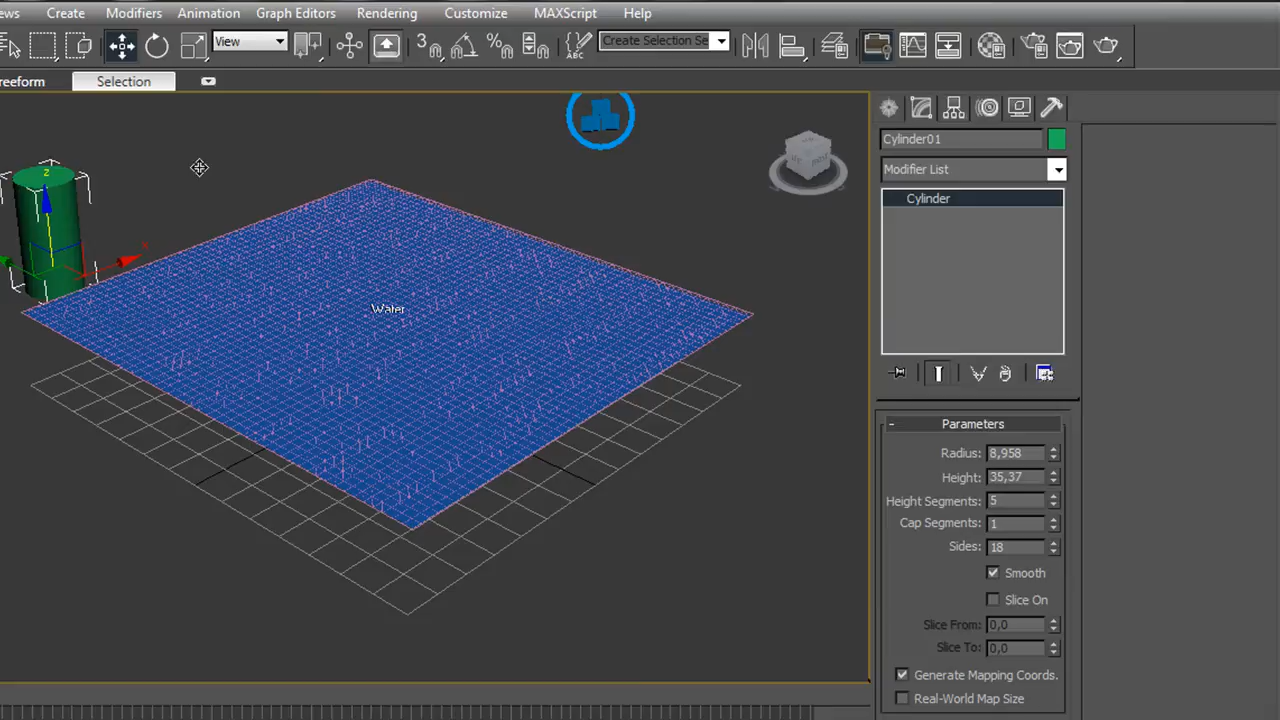 ews Create Modifiers Animation Graph Editors Rendering Customize MAXScript Help
View
3
%
ABC
Create Selection Se
reeform Selection
Cylinder01
Modifier List
Cylinder
z
x
Water
- Parameters
Radius: 8,958
Height: 35,37
Height Segments: 5
Cap Segments: 1
Sides: 18
Smooth
Slice On
Slice From: 0,0
Slice To: 0,0
Generate Mapping Coords.
Real-World Map Size